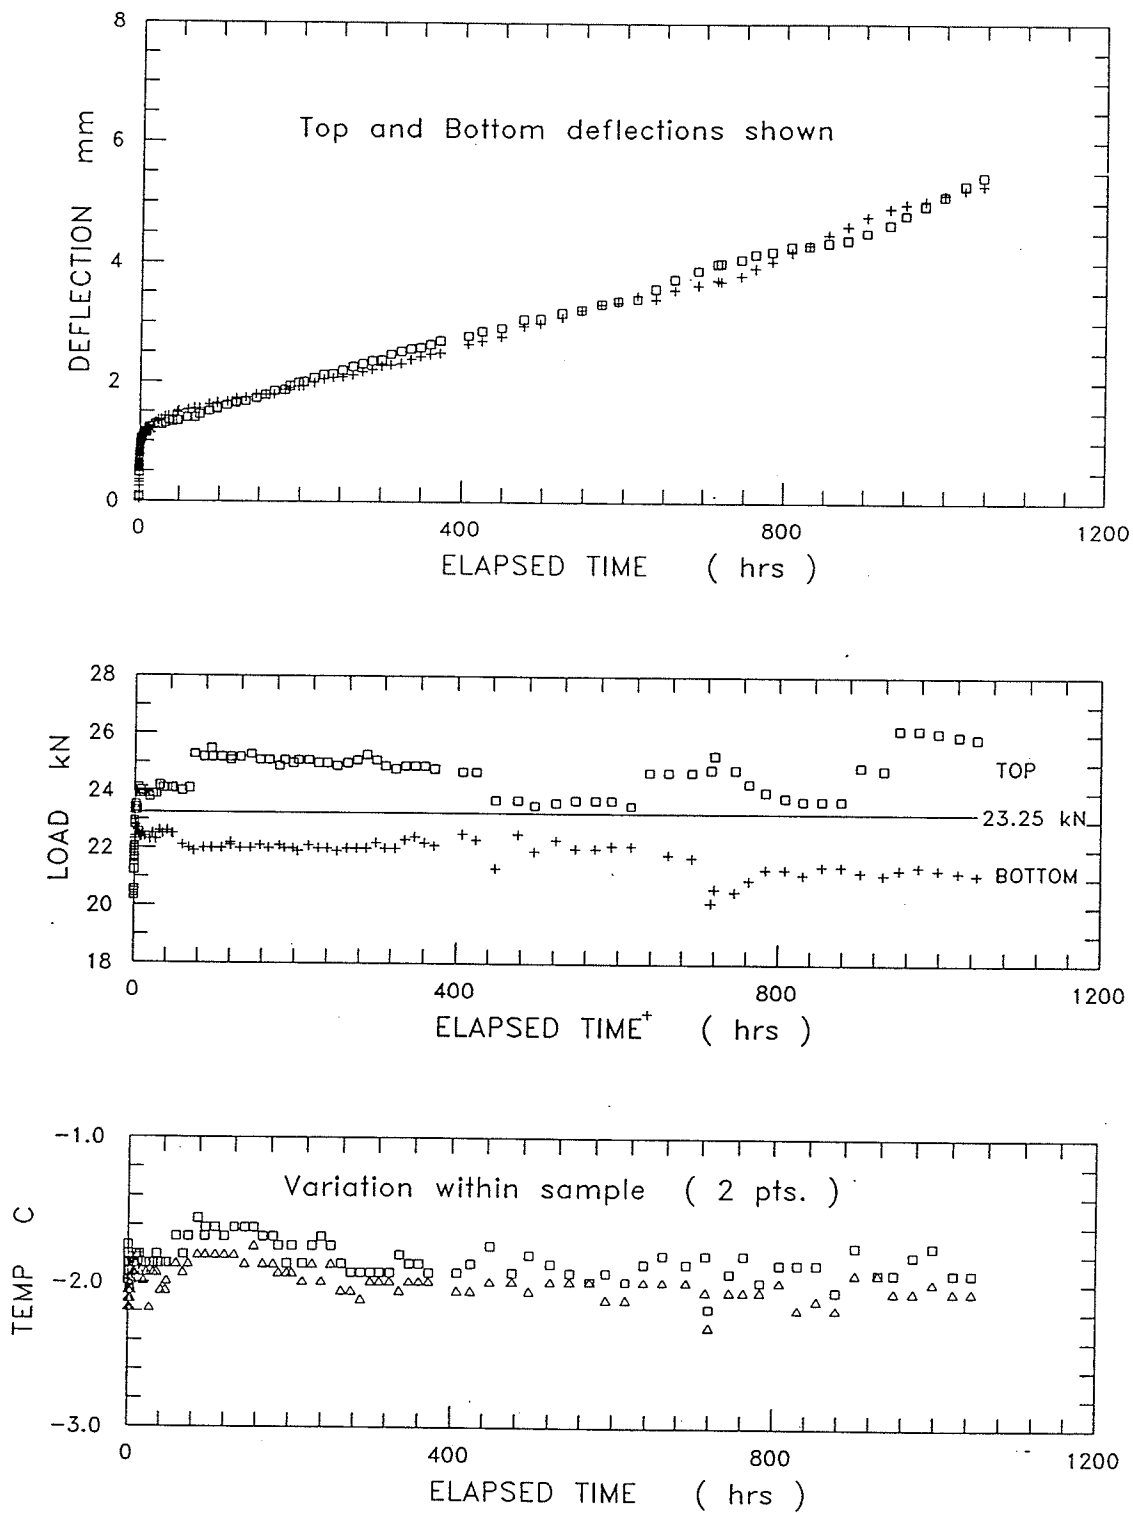 8
Top and Bottom deflections shown
6
DEFLECTION mm
4
2
0
0 400 800 1200
ELAPSED TIME ( hrs )
28
26
TOP
24
LOAD kN
23.25 kN
22
BOTTOM
20
18
0 400 800 1200
ELAPSED TIME+ ( hrs )
-1.0
Variation within sample ( 2 pts. )
TEMP C
-2.0
-3.0
0 400 800 1200
ELAPSED TIME ( hrs )